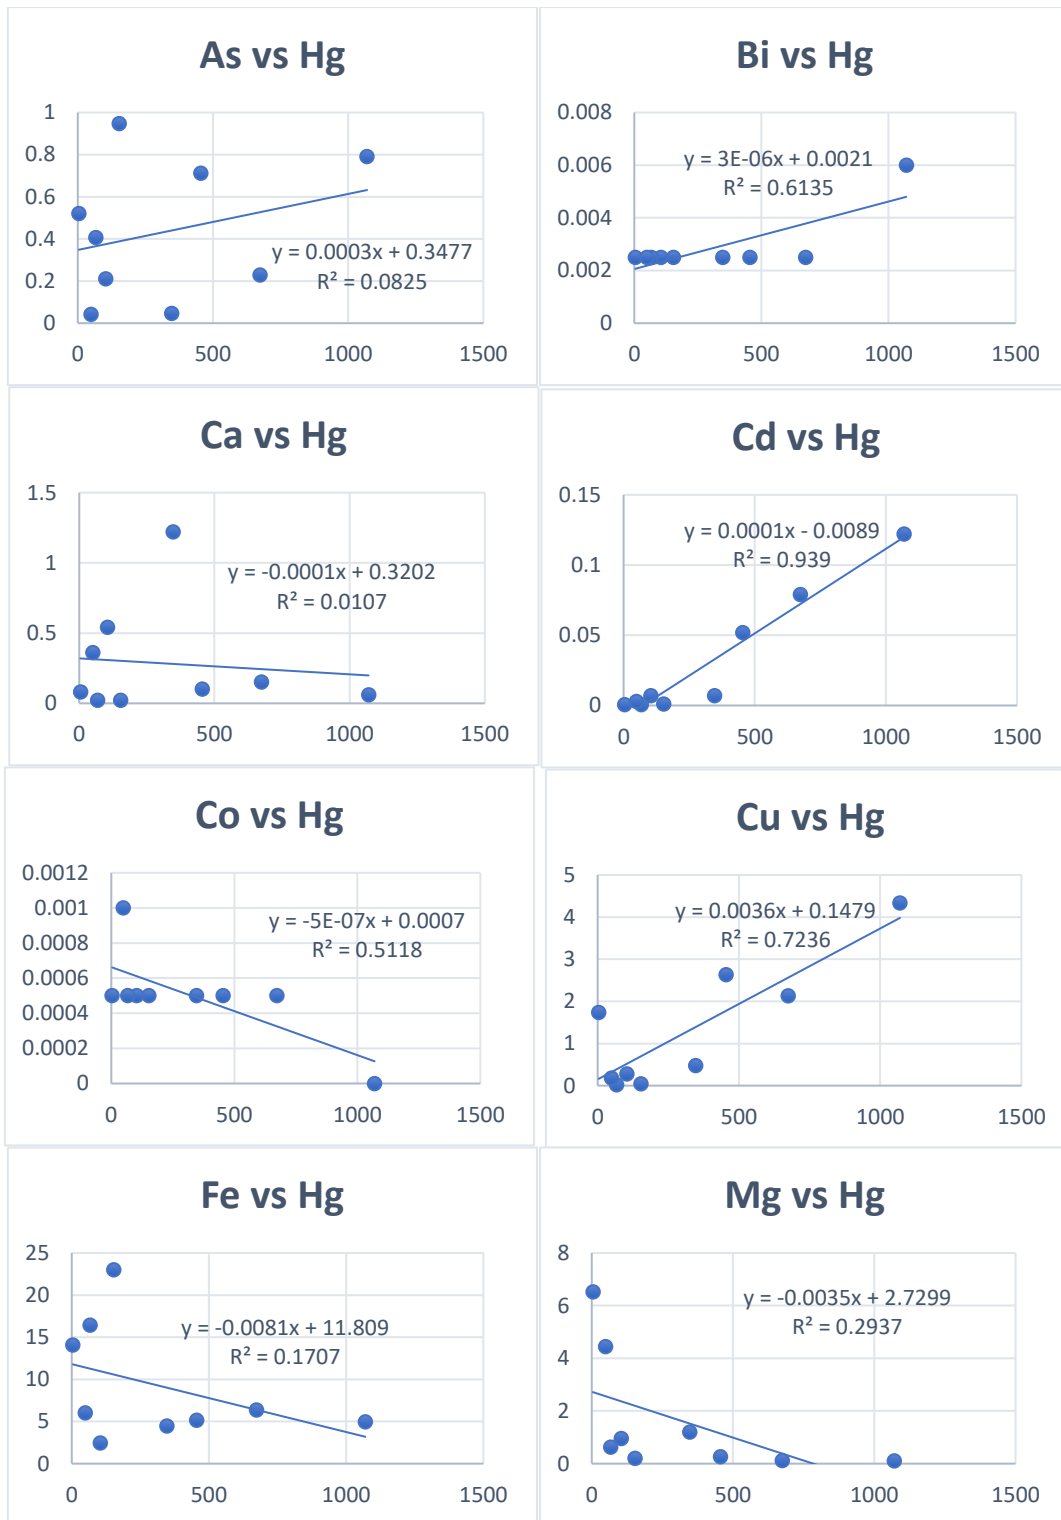 As vs Hg
1
0.8
0.6
0.4
0.2
0
y = 0.0003x + 0.3477
R² = 0.0825
0 500 1000 1500
Bi vs Hg
0.008
0.006
0.004
0.002
0
y = 3E-06x + 0.0021
R² = 0.6135
0 500 1000 1500
Ca vs Hg
1.5
1
0.5
0
y = -0.0001x + 0.3202
R² = 0.0107
0 500 1000 1500
Cd vs Hg
0.15
0.1
0.05
0
y = 0.0001x - 0.0089
R² = 0.939
0 500 1000 1500
Co vs Hg
0.0012
0.001
0.0008
0.0006
0.0004
0.0002
0
y = -5E-07x + 0.0007
R² = 0.5118
0 500 1000 1500
Cu vs Hg
5
4
3
2
1
0
y = 0.0036x + 0.1479
R² = 0.7236
0 500 1000 1500
Fe vs Hg
25
20
15
10
5
0
y = -0.0081x + 11.809
R² = 0.1707
0 500 1000 1500
Mg vs Hg
8
6
4
2
0
y = -0.0035x + 2.7299
R² = 0.2937
0 500 1000 1500